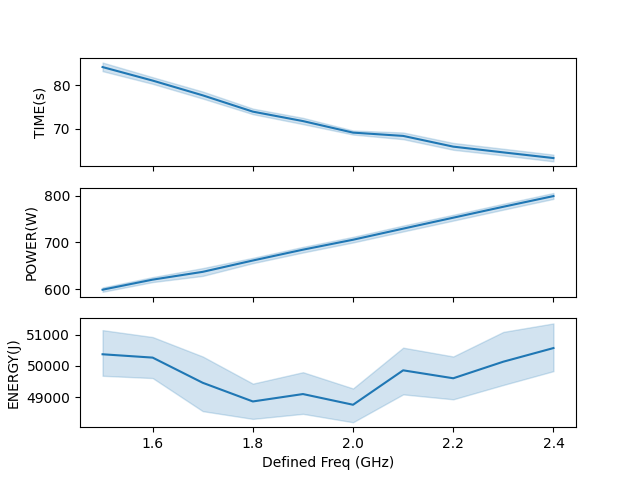 80
70
TIME(s)
800
700
600
POWER(W)
51000
50000
49000
ENERGY(J)
1.6 1.8 2.0 2.2 2.4
Defined Freq (GHz)